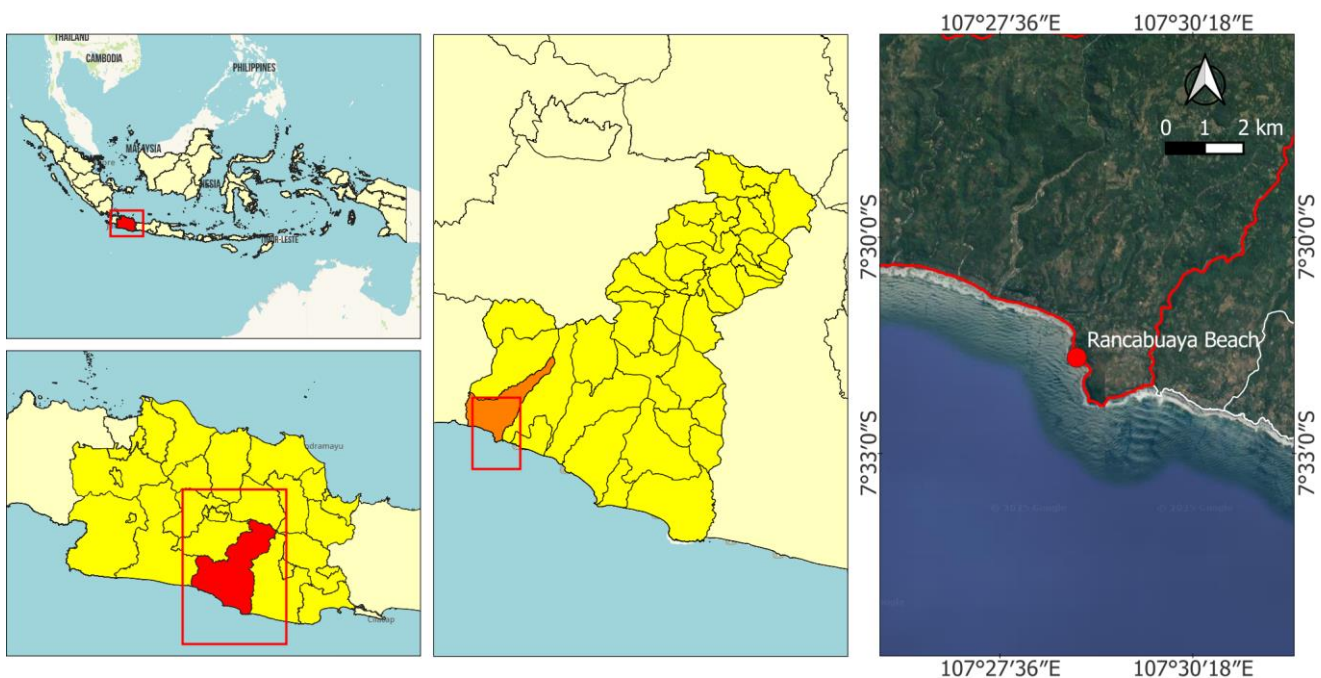 THAILAND
CAMBODIA
PHILIPPINES
MALAYSIA
NESIA
TIMOR-LESTE
ndramayu
Cilacap
107°27′36″E 107°30′18″E
0 1 2 km
7°30′0″S
7°30′0″S
Rancabuaya Beach
7°33′0″S
7°33′0″S
107°27′36″E 107°30′18″E